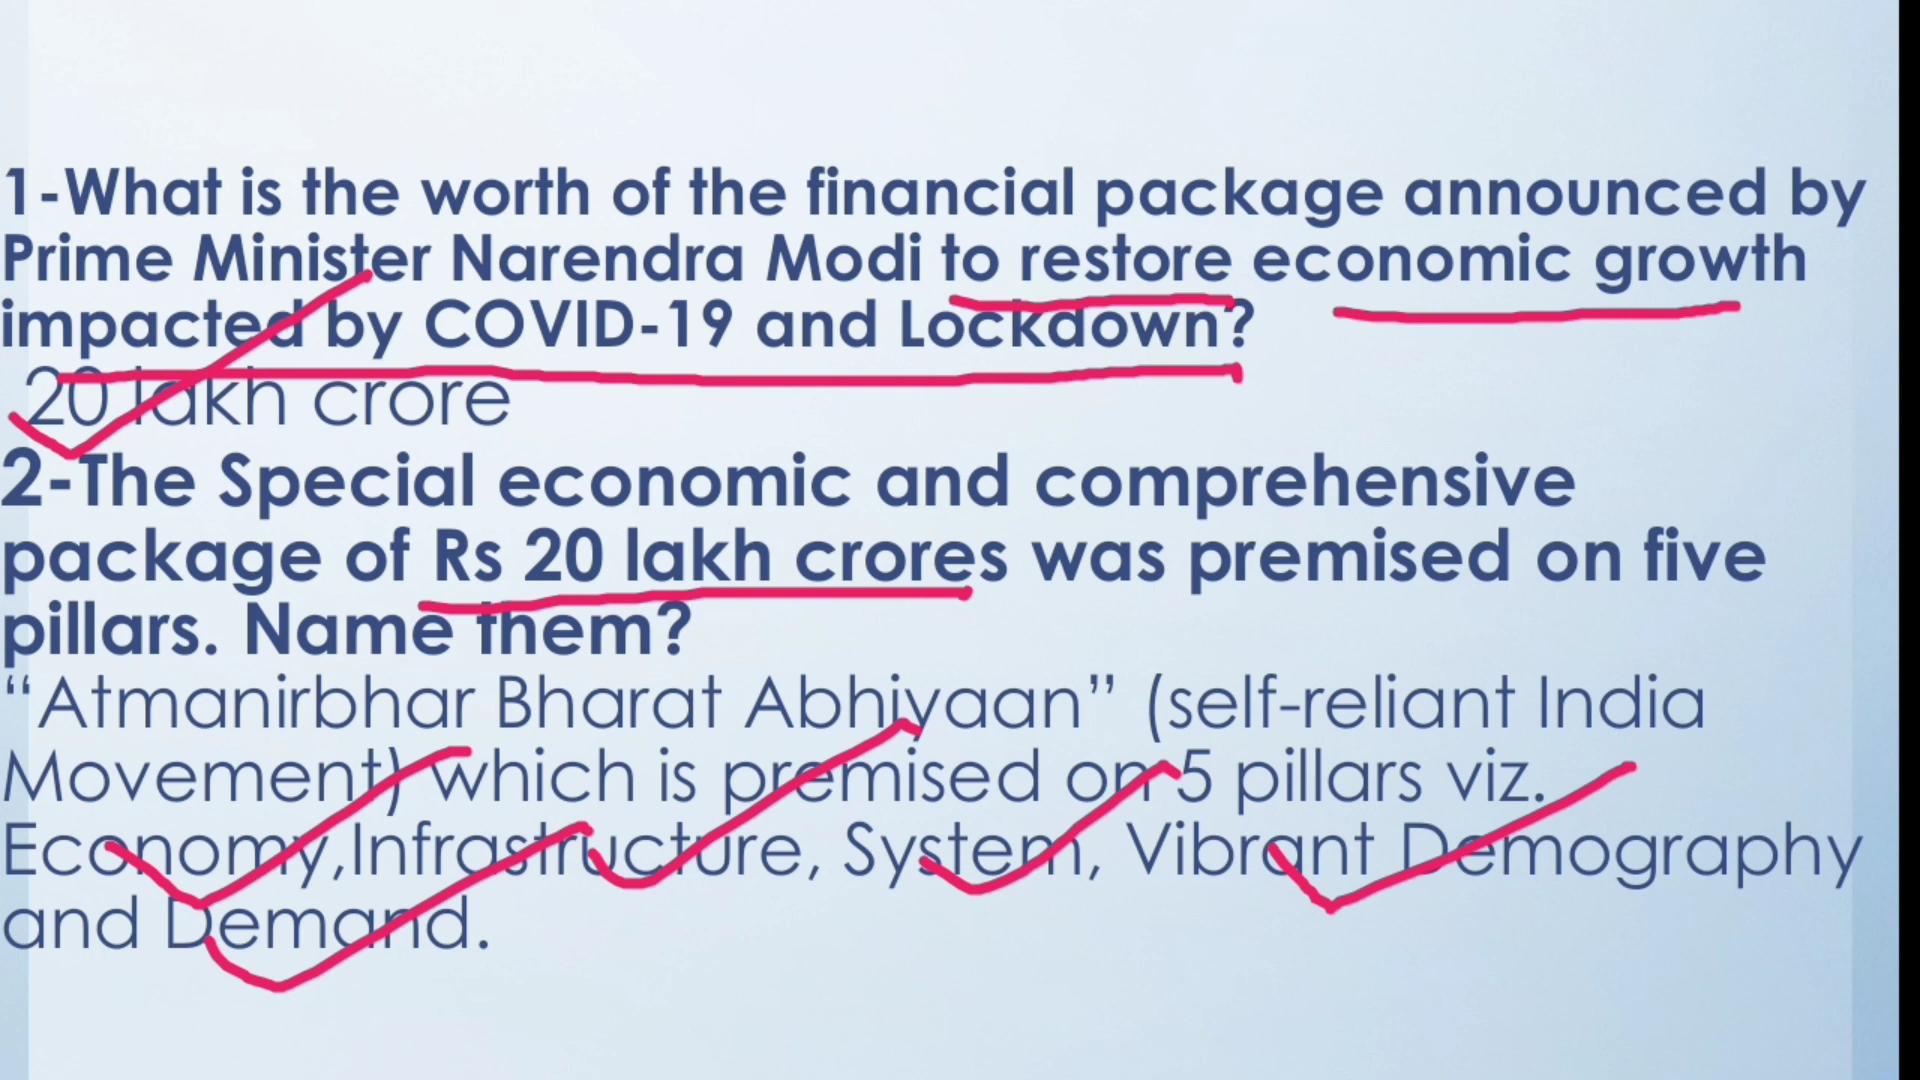 1-What is the worth of the financial package announced by
Prime Minister Narendra Modi to restore economic growth
impacted by COVID-19 and Lockdown?
20 lakh crore
2-The Special economic and comprehensive
package of Rs 20 lakh crores was premised on five
pillars. Name them?
“Atmanirbhar Bharat Abhiyaan” (self-reliant India
Movement) which is premised on 5 pillars viz.
Economy,Infrastructure, System, Vibrant Demography
and Demand.